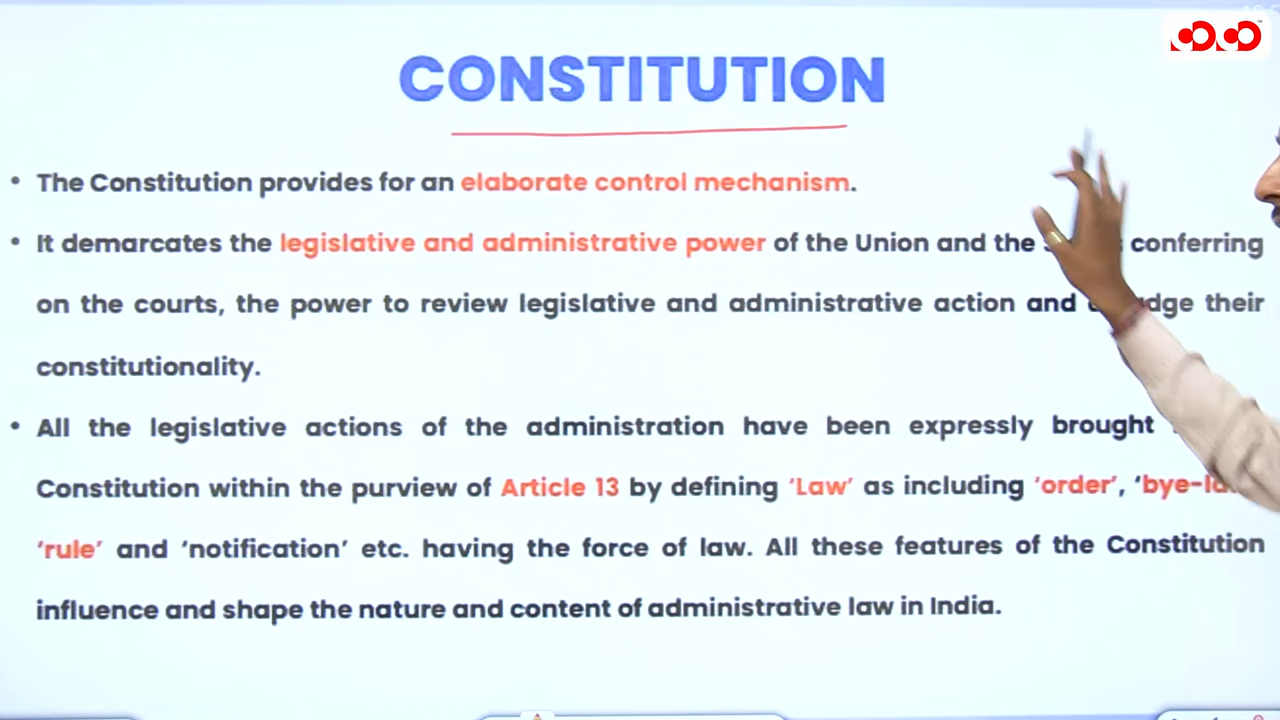 CONSTITUTION
• The Constitution provides for an elaborate control mechanism.
• It demarcates the legislative and administrative power of the Union and the conferring
on the courts, the power to review legislative and administrative action and their
constitutionality.
• All the legislative actions of the administration have been expressly brought
Constitution within the purview of Article 13 by defining ‘Law’ as including ‘order’,
‘rule’ and ‘notification’ etc. having the force of law. All these features of the Constitution
influence and shape the nature and content of administrative law in India.